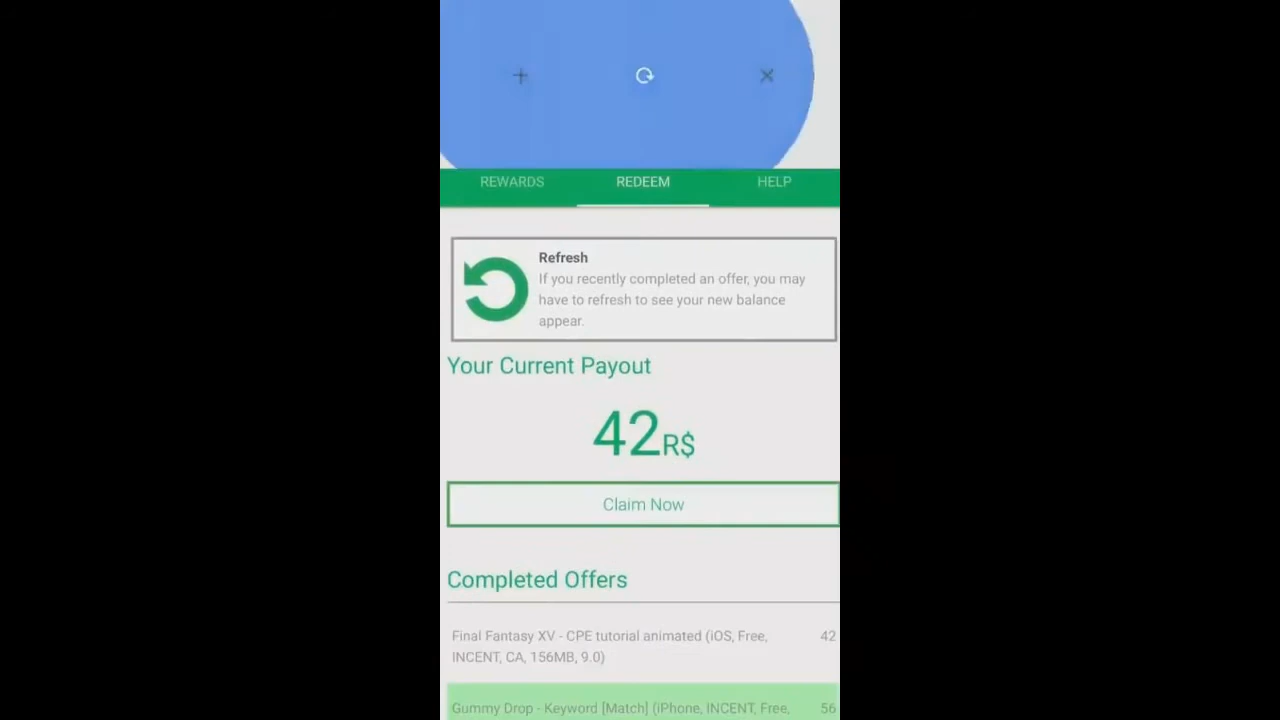 REWARDS REDEEM HELP
Refresh
If you recently completed an offer, you may
have to refresh to see your new balance
appear.
Your Current Payout
42R$
Claim Now
Completed Offers
Final Fantasy XV - CPE tutorial animated (iOS, Free, 42
INCENT, CA, 156MB, 9.0)
Gummy Drop - Keyword [Match] (iPhone, INCENT, Free, 56